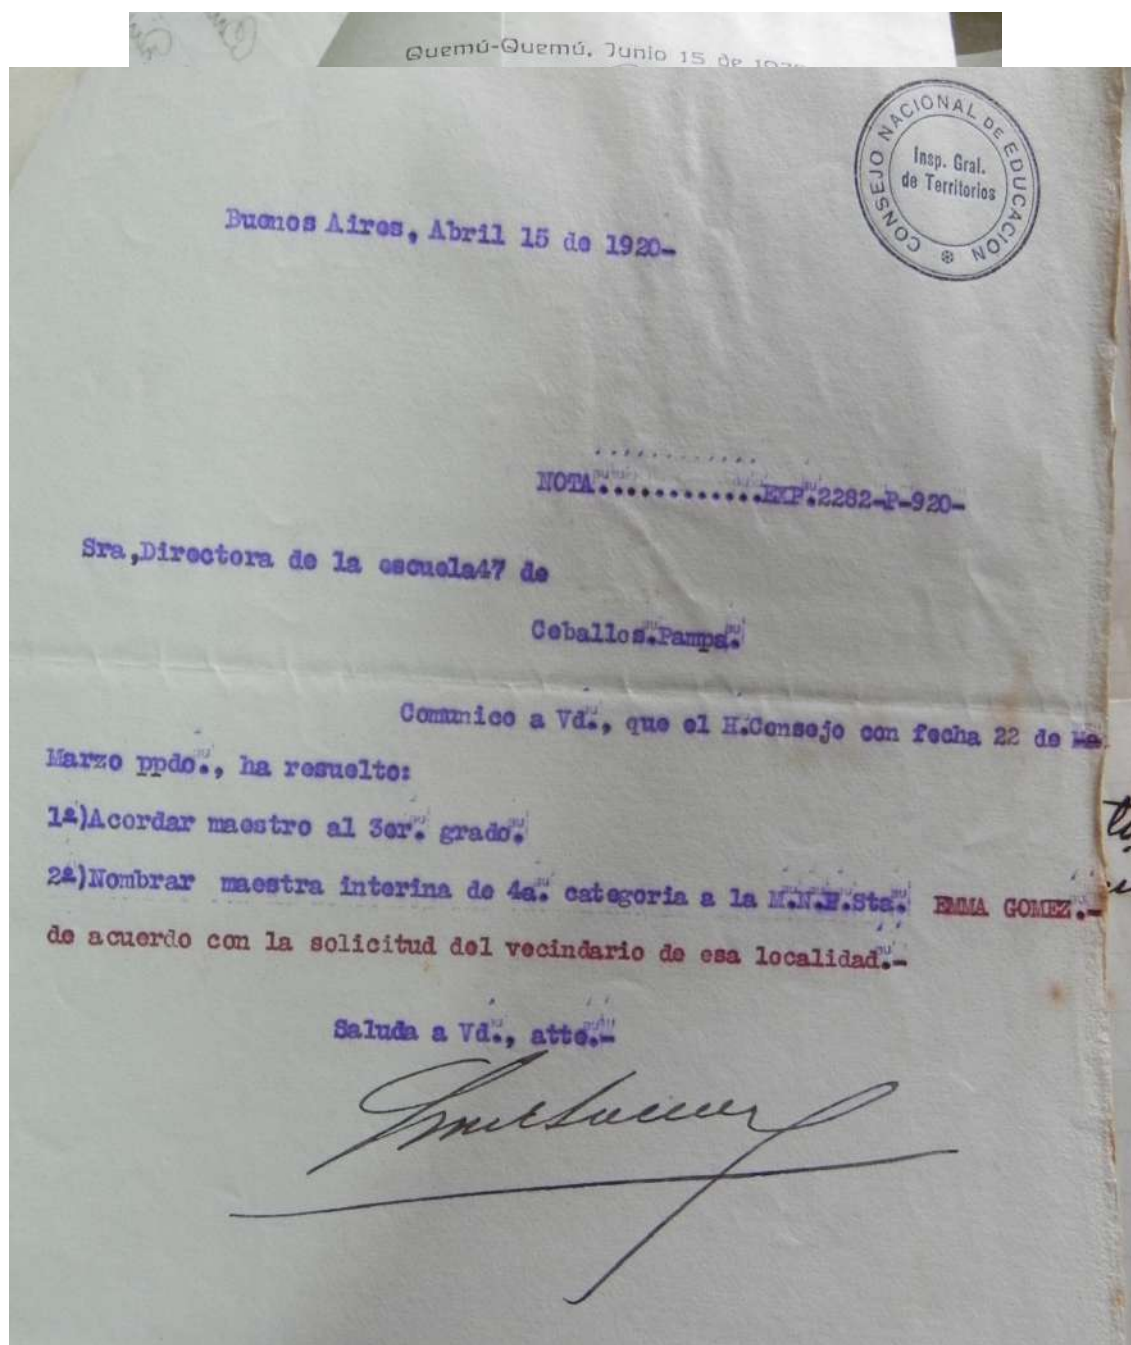 Quemú-Quemú, Junio 15 de
CONSEJO NACIONAL DE EDUCACION
Insp. Gral.
de Territorios
Buenos Aires, Abril 15 de 1920-
NOTA............EXP.2282-P-920-
Sra,Directora de la escuela47 de
Ceballos.Pampa.
Comunico a Vd., que el H.Consejo con fecha 22 de Ma
Marzo ppdo., ha resuelto:
1º)Acordar maestro al 3er. grado.
2º)Nombrar maestra interina de 4a. categoria a la M.N.P.Sta. EMMA GOMEZ.-
de acuerdo con la solicitud del vecindario de esa localidad.-
Saluda a Vd., atte.-